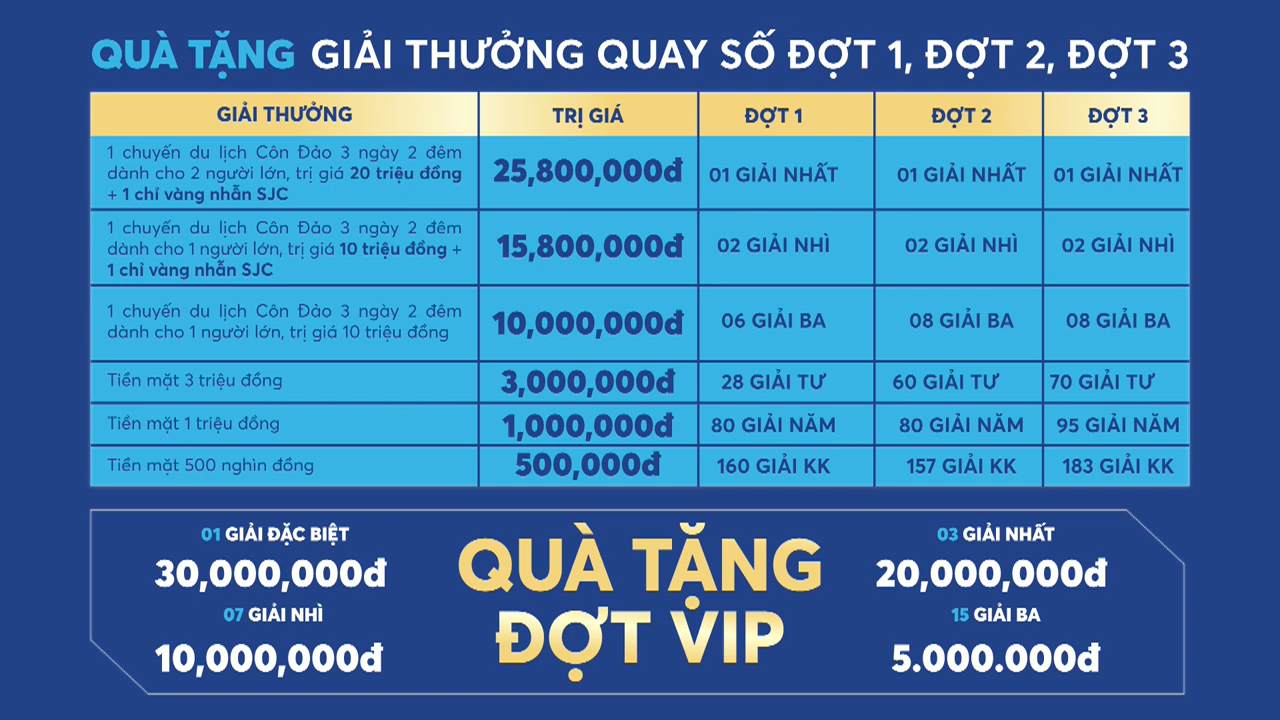 QUÀ TẶNG GIẢI THƯỞNG QUAY SỐ ĐỢT 1, ĐỢT 2, ĐỢT 3
GIẢI THƯỞNG TRỊ GIÁ ĐỢT 1 ĐỢT 2 ĐỢT 3
1 chuyến du lịch Côn Đảo 3 ngày 2 đêm
dành cho 2 người lớn, trị giá 20 triệu đồng
+ 1 chỉ vàng nhẫn SJC
25,800,000đ 01 GIẢI NHẤT 01 GIẢI NHẤT 01 GIẢI NHẤT
1 chuyến du lịch Côn Đảo 3 ngày 2 đêm
dành cho 1 người lớn, trị giá 10 triệu đồng +
1 chỉ vàng nhẫn SJC
15,800,000đ 02 GIẢI NHÌ 02 GIẢI NHÌ 02 GIẢI NHÌ
1 chuyến du lịch Côn Đảo 3 ngày 2 đêm
dành cho 1 người lớn, trị giá 10 triệu đồng
10,000,000đ 06 GIẢI BA 08 GIẢI BA 08 GIẢI BA
Tiền mặt 3 triệu đồng 3,000,000đ 28 GIẢI TƯ 60 GIẢI TƯ 70 GIẢI TƯ
Tiền mặt 1 triệu đồng 1,000,000đ 80 GIẢI NĂM 80 GIẢI NĂM 95 GIẢI NĂM
Tiền mặt 500 nghìn đồng 500,000đ 160 GIẢI KK 157 GIẢI KK 183 GIẢI KK
01 GIẢI ĐẶC BIỆT
30,000,000đ
07 GIẢI NHÌ
10,000,000đ
QUÀ TẶNG
ĐỢT VIP
03 GIẢI NHẤT
20,000,000đ
15 GIẢI BA
5.000.000đ